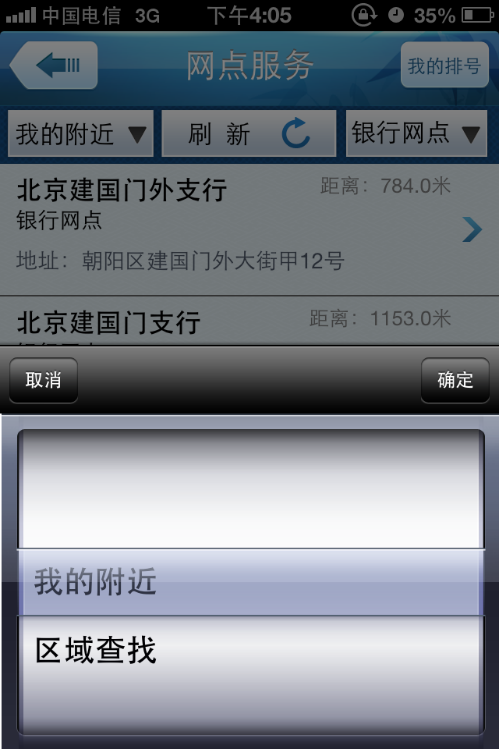 中国电信 3G 下午4:05 35%
网点服务 我的排号
我的附近 刷 新 银行网点
北京建国门外支行 距离：784.0米
银行网点
地址：朝阳区建国门外大街甲12号
北京建国门支行 距离：1153.0米
取消 确定
我的附近
区域查找